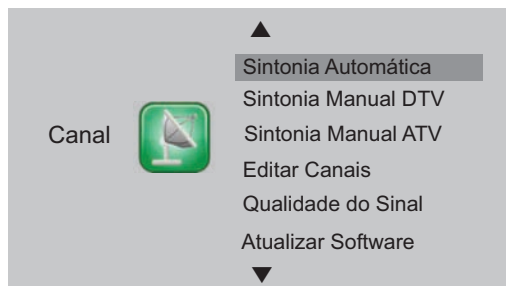 Canal
Sintonia Automática
Sintonia Manual DTV
Sintonia Manual ATV
Editar Canais
Qualidade do Sinal
Atualizar Software